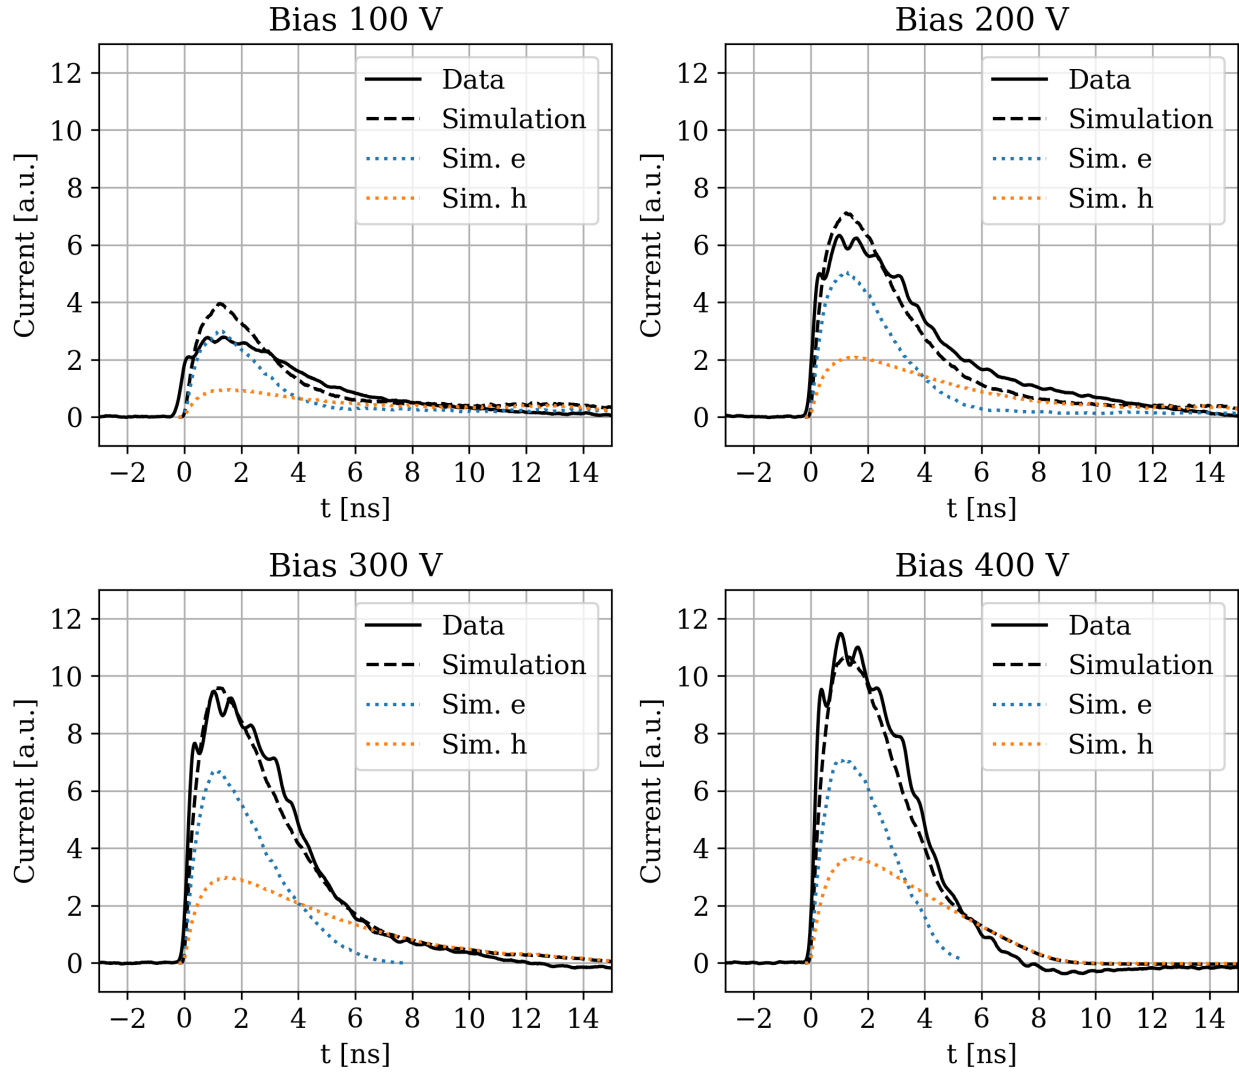 Bias 100 V
Current [a.u.]
12
10
8
6
4
2
0
Data
Simulation
Sim. e
Sim. h
−2 0 2 4 6 8 10 12 14
t [ns]
Bias 200 V
Current [a.u.]
12
10
8
6
4
2
0
Data
Simulation
Sim. e
Sim. h
−2 0 2 4 6 8 10 12 14
t [ns]
Bias 300 V
Current [a.u.]
12
10
8
6
4
2
0
Data
Simulation
Sim. e
Sim. h
−2 0 2 4 6 8 10 12 14
t [ns]
Bias 400 V
Current [a.u.]
12
10
8
6
4
2
0
Data
Simulation
Sim. e
Sim. h
−2 0 2 4 6 8 10 12 14
t [ns]